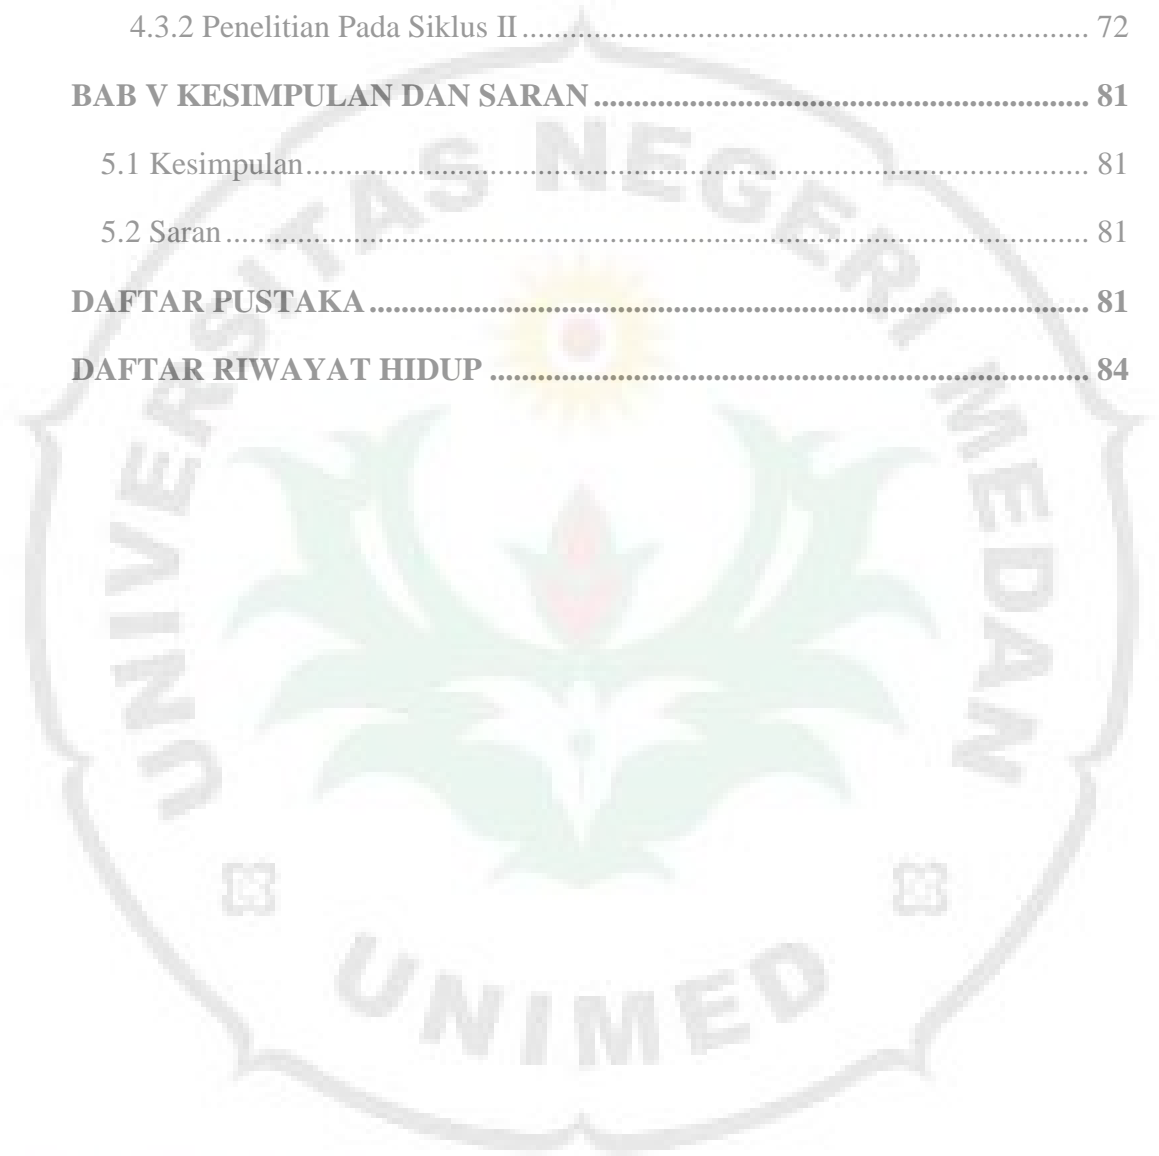 4.3.2 Penelitian Pada Siklus II........................................................................ 72
BAB V KESIMPULAN DAN SARAN.............................................................. 81
5.1 Kesimpulan.................................................................................................. 81
5.2 Saran............................................................................................................ 81
DAFTAR PUSTAKA.......................................................................................... 81
DAFTAR RIWAYAT HIDUP ........................................................................... 84
UNIVERSITAS NEGERI MEDAN
UNIMED